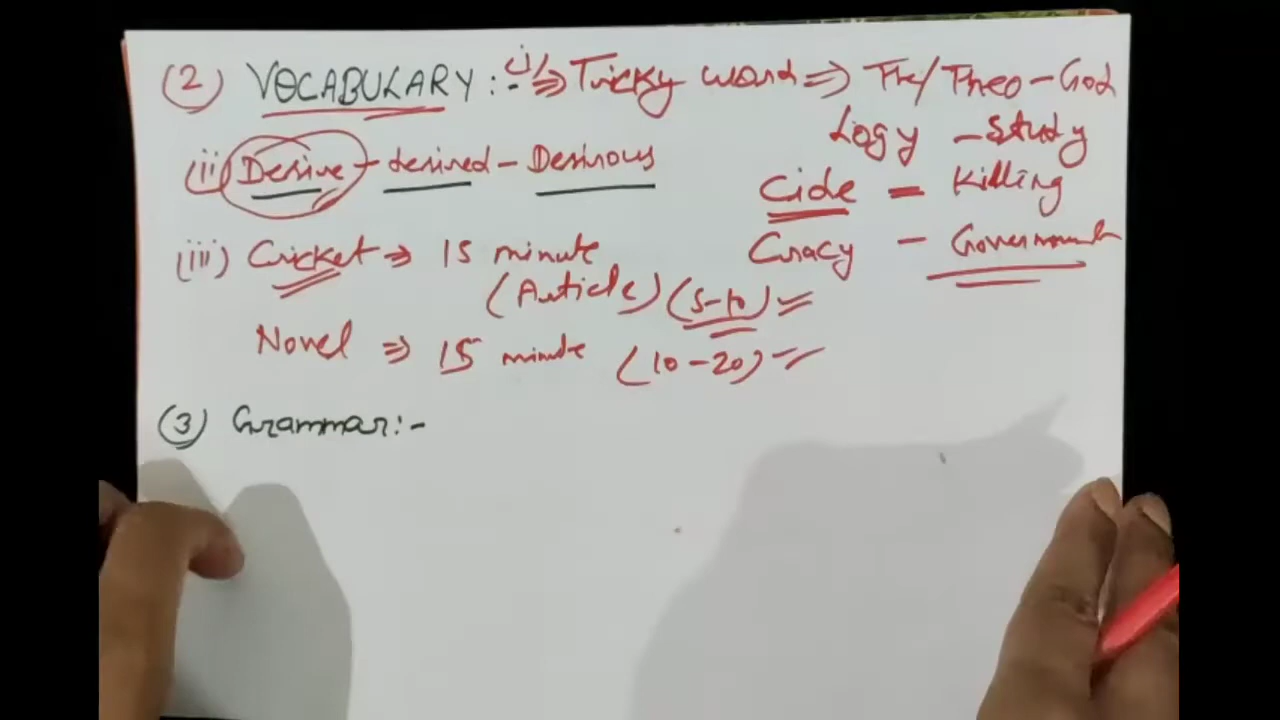 (2) VOCABULARY :- (i) ⇒ Tricky word ⇒ The/Theo - God
Logy - Study
(ii) Desire - desired - Desirous
Cide = Killing
Cracy - Government
(iii) Cricket ⇒ 15 minute
(Article) (5-10)
Novel ⇒ 15 minute (10-20)
(3) Grammar :-